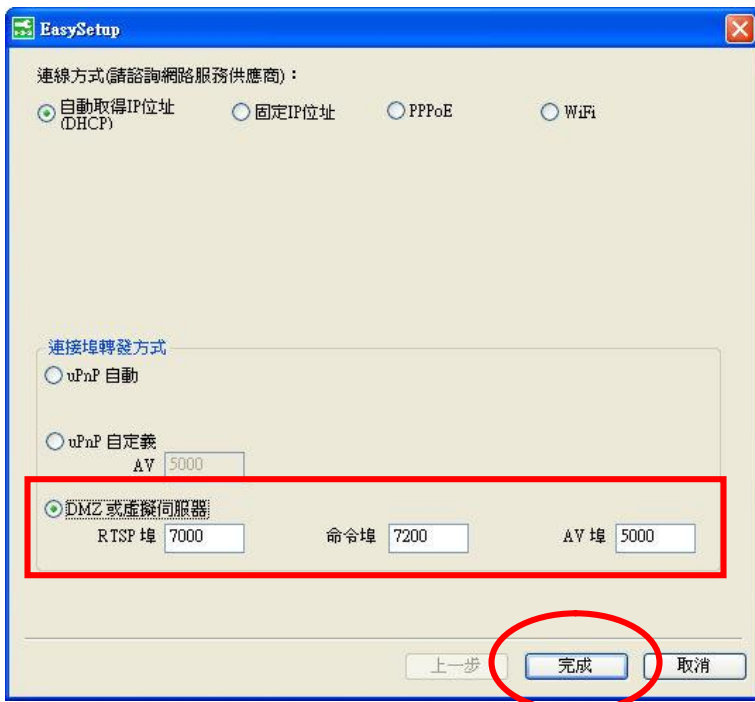 EasySetup
連線方式(請諮詢網路服務供應商)：
自動取得IP位址
(DHCP)
固定IP位址
PPPoE
WiFi
連接埠轉發方式
uPnP 自動
uPnP 自定義
AV 5000
DMZ 或虛擬伺服器
RTSP 埠 7000 命令埠 7200 AV 埠 5000
上一步 完成 取消